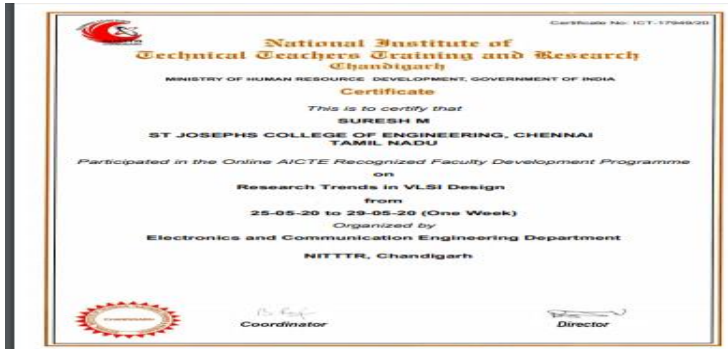 Certificate No: ICT-17949/20
National Institute of
Technical Teachers Training and Research
Chandigarh
MINISTRY OF HUMAN RESOURCE DEVELOPMENT, GOVERNMENT OF INDIA
Certificate
This is to certify that
SURESH M
ST JOSEPHS COLLEGE OF ENGINEERING, CHENNAI
TAMIL NADU
Participated in the Online AICTE Recognized Faculty Development Programme
on
Research Trends in VLSI Design
from
25-05-20 to 29-05-20 (One Week)
Organized by
Electronics and Communication Engineering Department
NITTTR, Chandigarh
Coordinator
Director